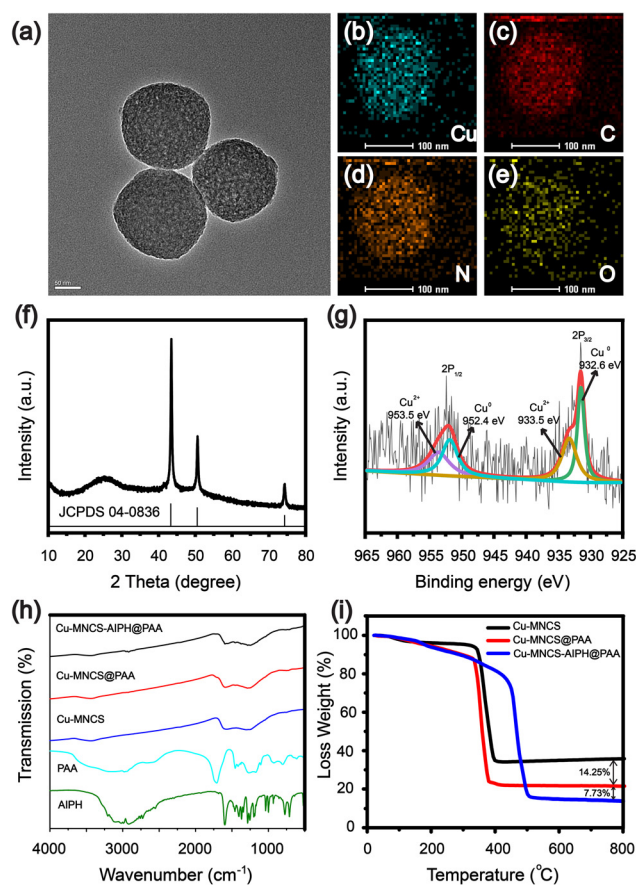 (a)
50 nm
(b)
100 nm
Cu
(c)
100 nm
C
(d)
100 nm
N
(e)
100 nm
O
(f)
Intensity (a.u.)
JCPDS 04-0836
10 20 30 40 50 60 70 80
2 Theta (degree)
(g)
Intensity (a.u.)
2P3/2
Cu0
932.6 eV
2P1/2
Cu2+
953.5 eV
Cu0
952.4 eV
Cu2+
933.5 eV
965 960 955 950 945 940 935 930 925
Binding energy (eV)
(h)
Transmission (%)
Cu-MNCS-AIPH@PAA
Cu-MNCS@PAA
Cu-MNCS
PAA
AIPH
4000 3000 2000 1000
Wavenumber (cm-1)
(i)
Loss Weight (%)
100
80
60
40
20
0
Cu-MNCS
Cu-MNCS@PAA
Cu-MNCS-AIPH@PAA
14.25%
7.73%
0 200 400 600 800
Temperature (°C)